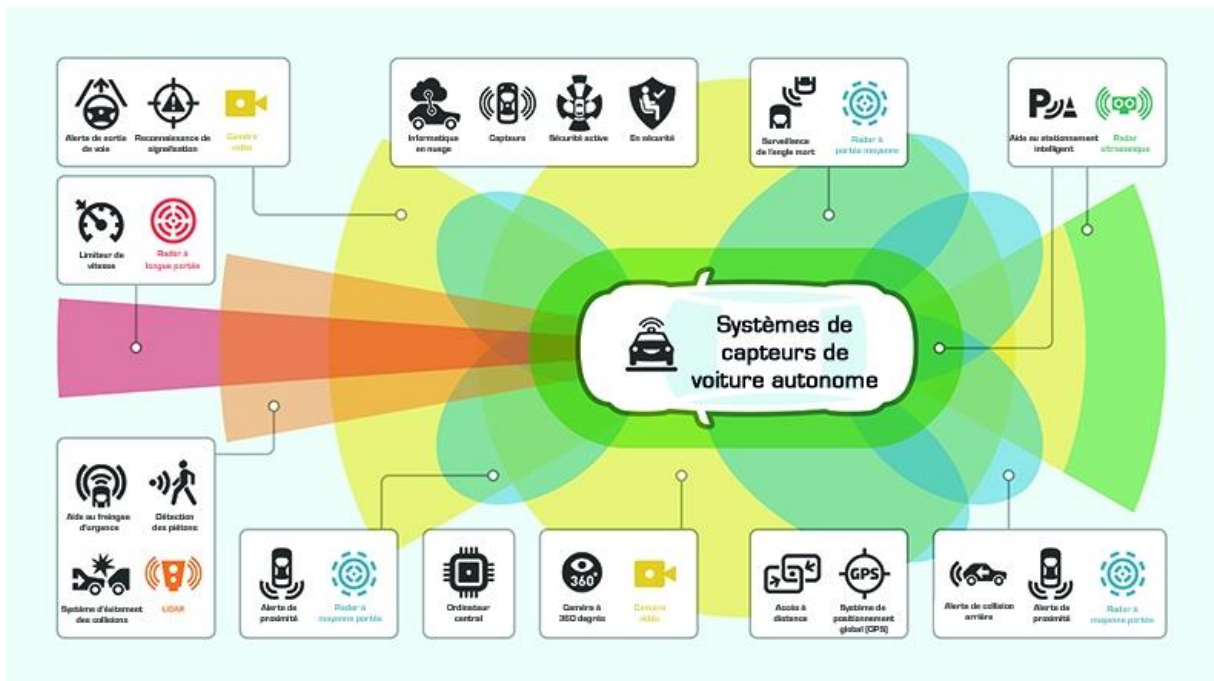 Alerte de sortie
de voie
Reconnaissance de
signalisation
Caméra
vidéo
Informatique
en nuage
Capteurs
Sécurité active
En sécurité
Surveillance
de l'angle mort
Radar à
portée moyenne
P
Aide au stationnement
intelligent
Radar
ultrasonique
Limiteur de
vitesse
Radar à
longue portée
Systèmes de
capteurs de
voiture autonome
Aide au freingae
d'urgence
Détection
des piétons
Système d'évitement
des collisions
LiDAR
Alerte de
proximité
Radar à
moyenne portée
Ordinateur
central
360°
Caméra à
360 degrés
Caméra
vidéo
Accès à
distance
GPS
Système de
positionnement
global (GPS)
Alerte de collision
arrière
Alerte de
proximité
Radar à
moyenne portée